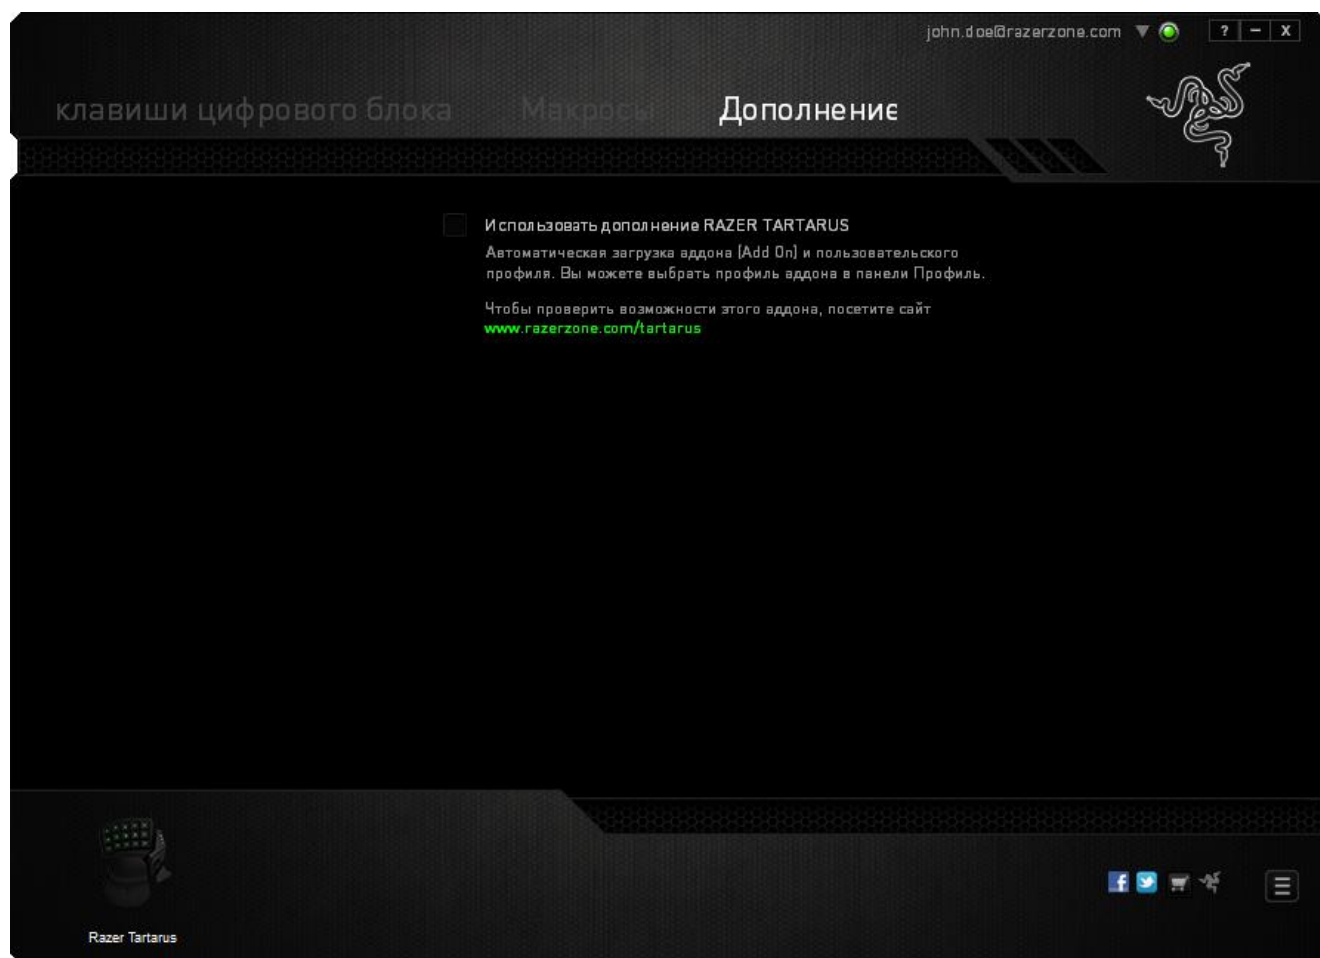 john.doe@razerzone.com
? – X
клавиши цифрового блока Макросы Дополнение
Использовать дополнение RAZER TARTARUS
Автоматическая загрузка аддона (Add On) и пользовательского
профиля. Вы можете выбрать профиль аддона в панели Профиль.
Чтобы проверить возможности этого аддона, посетите сайт
www.razerzone.com/tartarus
Razer Tartarus